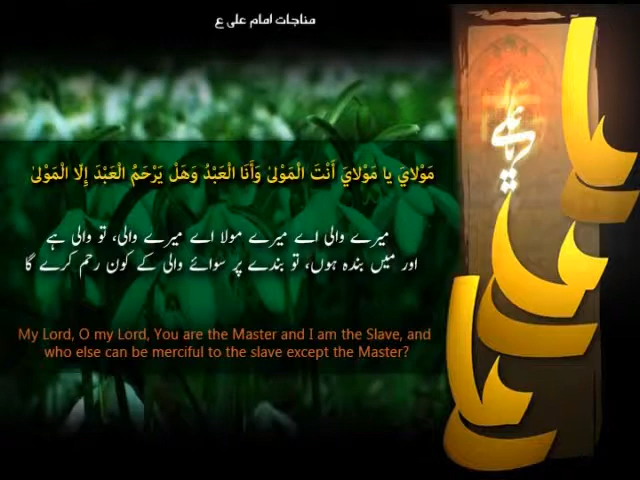 مناجات امام علی ع
مَوْلايَ يا مَوْلايَ أَنْتَ الْمَوْلىٰ وَأَنَا الْعَبْدُ وَهَلْ يَرْحَمُ الْعَبْدَ إِلَّا الْمَوْلىٰ
میرے والی اے میرے مولا اے میرے والی، تو والی ہے
اور میں بندہ ہوں، تو بندے پر سوائے والی کے کون رحم کرے گا
My Lord, O my Lord, You are the Master and I am the Slave, and
who else can be merciful to the slave except the Master?
یا علی